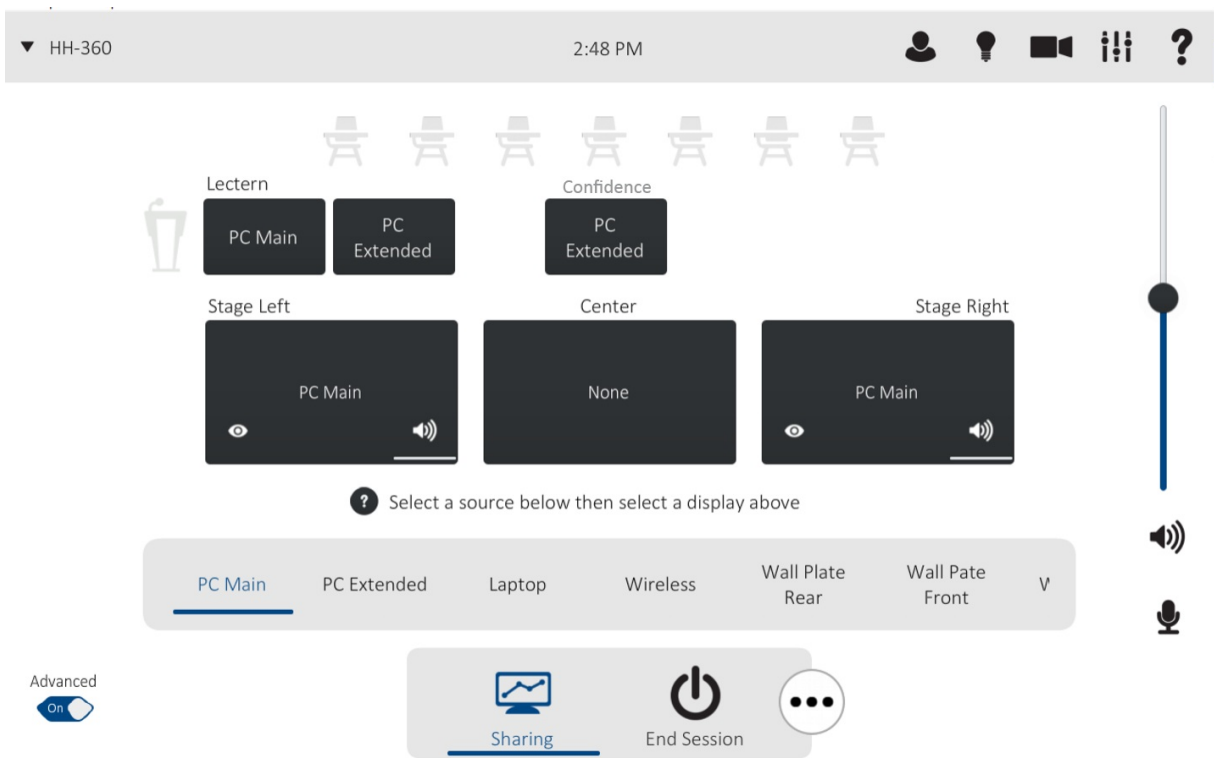 HH-360
2:48 PM
?
Lectern
Confidence
PC Main
PC
Extended
PC
Extended
Stage Left
Center
Stage Right
PC Main
None
PC Main
? Select a source below then select a display above
PC Main
PC Extended
Laptop
Wireless
Wall Plate
Rear
Wall Pate
Front
Advanced
On
Sharing
End Session